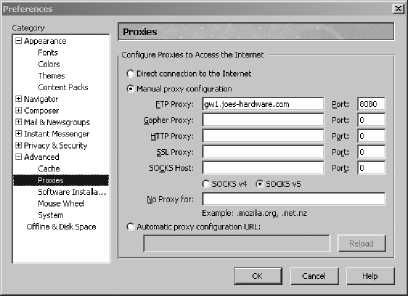 Preferences
Category
Appearance
Fonts
Colors
Themes
Content Packs
Navigator
Composer
Mail & Newsgroups
Instant Messenger
Privacy & Security
Advanced
Cache
Proxies
Software Installa...
Mouse Wheel
System
Offline & Disk Space
Proxies
Configure Proxies to Access the Internet
Direct connection to the Internet
Manual proxy configuration
FTP Proxy: gw1.joes-hardware.com Port: 8080
Gopher Proxy: Port: 0
HTTP Proxy: Port: 0
SSL Proxy: Port: 0
SOCKS Host: Port: 0
SOCKS v4 SOCKS v5
No Proxy for:
Example: .mozilla.org, .net.nz
Automatic proxy configuration URL:
Reload
OK Cancel Help